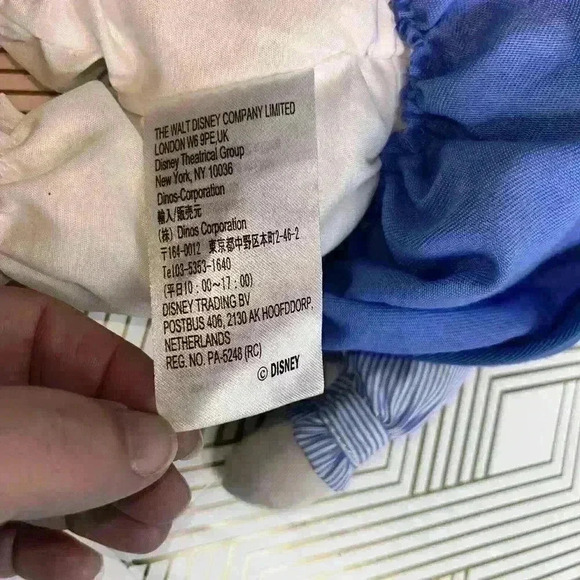 THE WALT DISNEY COMPANY LIMITED
LONDON W6 9PE,UK
Disney Theatrical Group
New York, NY 10036
Dinos-Corporation
輸入/販売元
(株) Dinos Corporation
〒164-0012 東京都中野区本町2-46-2
Tel03-5353-1640
(平日10：00～17：00)
DISNEY TRADING BV
POSTBUS 406, 2130 AK HOOFDDORP,
NETHERLANDS
REG. NO. PA-5248 (RC)
© DISNEY